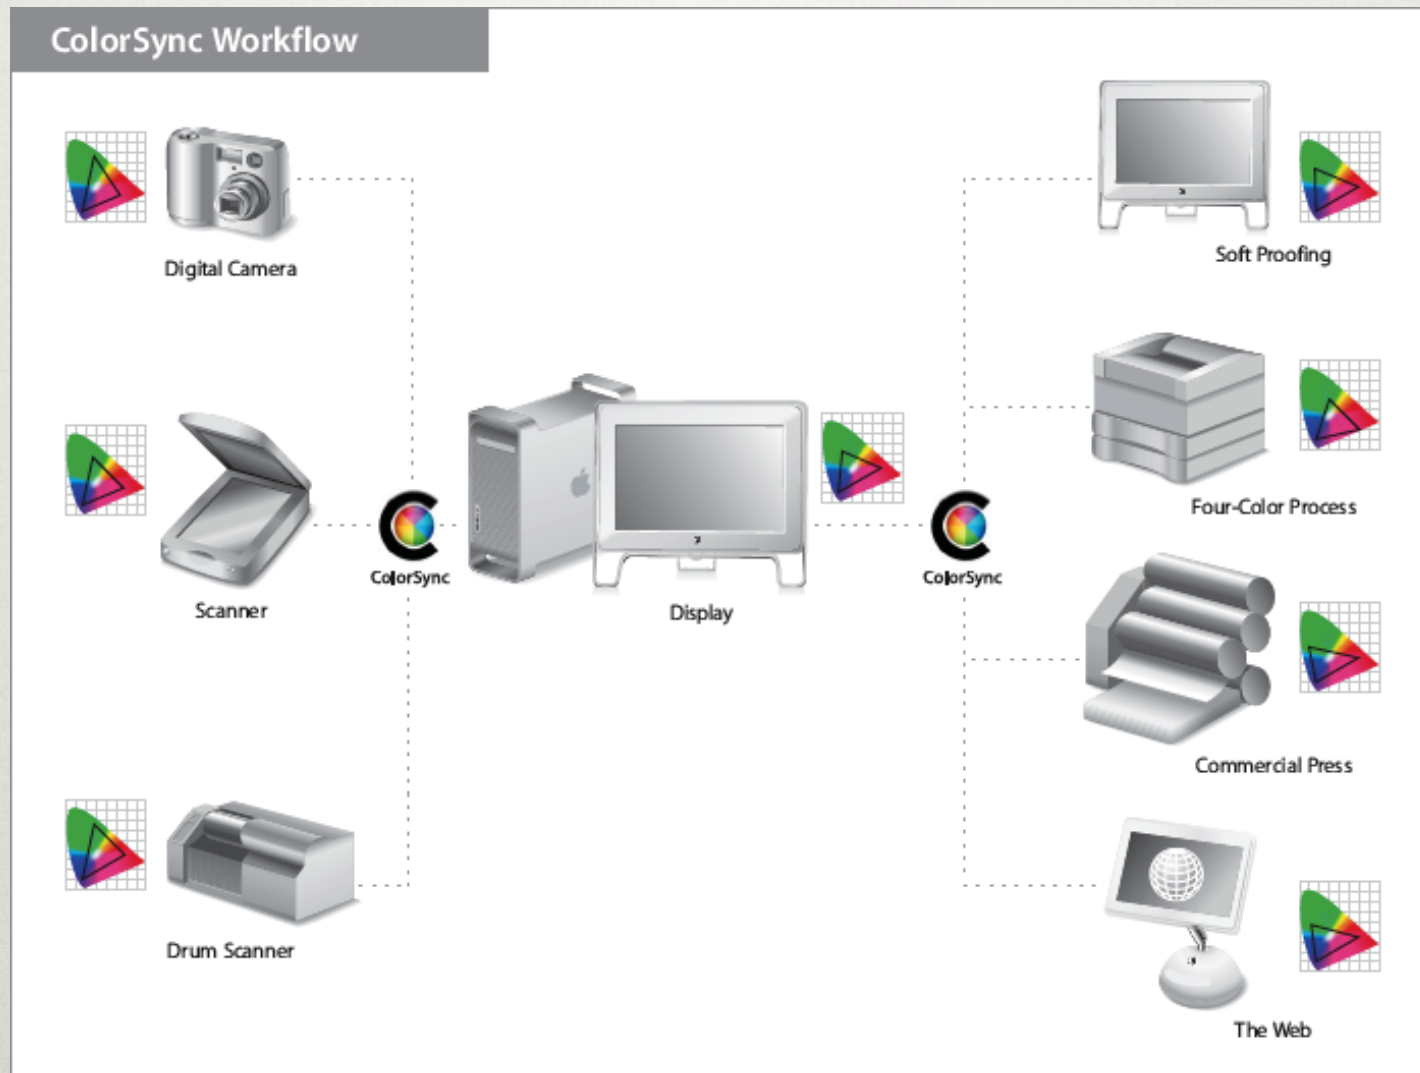 ColorSync Workflow
Digital Camera
Soft Proofing
Four-Color Process
Scanner
ColorSync
Display
ColorSync
Commercial Press
Drum Scanner
The Web